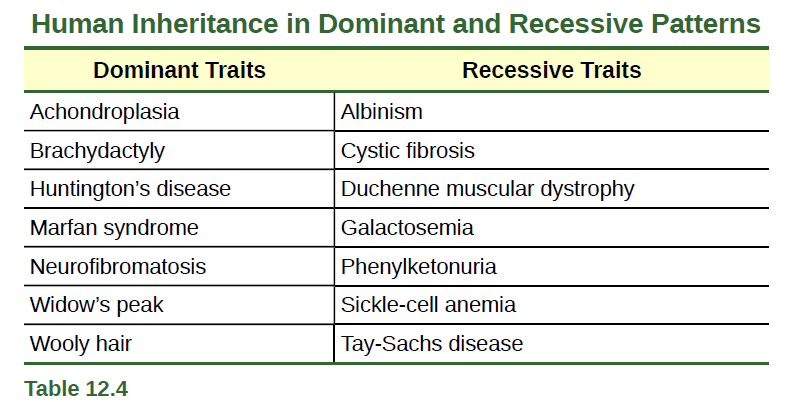 Human Inheritance in Dominant and Recessive Patterns
Dominant Traits Recessive Traits
Achondroplasia Albinism
Brachydactyly Cystic fibrosis
Huntington’s disease Duchenne muscular dystrophy
Marfan syndrome Galactosemia
Neurofibromatosis Phenylketonuria
Widow’s peak Sickle-cell anemia
Wooly hair Tay-Sachs disease
Table 12.4